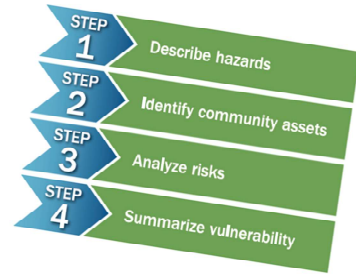 STEP
1
Describe hazards
STEP
2
Identify community assets
STEP
3
Analyze risks
STEP
4
Summarize vulnerability